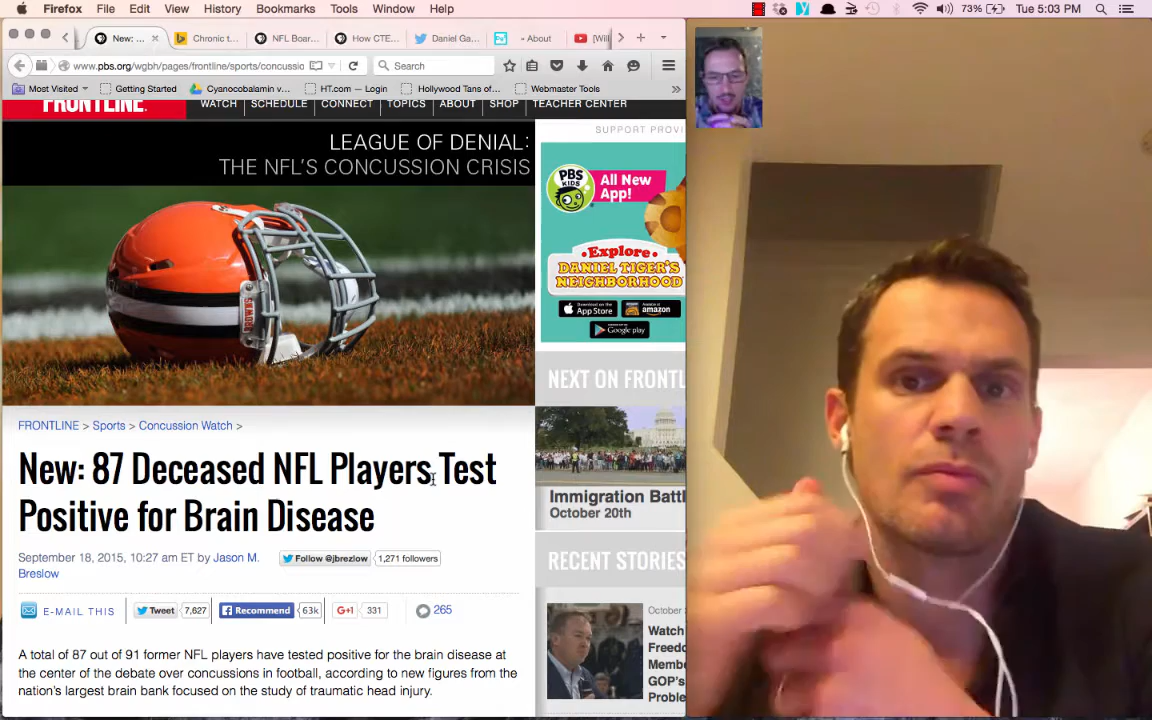 Firefox File Edit View History Bookmarks Tools Window Help 73% Tue 5:03 PM
New: ... Chronic t... NFL Boar... How CTE... Daniel Ga... - About [Will
www.pbs.org/wgbh/pages/frontline/sports/concussic Search
Most Visited Getting Started Cyanocobalamin v... HT.com — Login Hollywood Tans of... Webmaster Tools
FRONTLINE.
WATCH SCHEDULE CONNECT TOPICS ABOUT SHOP TEACHER CENTER
LEAGUE OF DENIAL:
THE NFL'S CONCUSSION CRISIS
SUPPORT PROVI
PBS KIDS
All New
App!
Explore
DANIEL TIGER'S
NEIGHBORHOOD
App Store
amazon
Google play
NEXT ON FRONTL
Immigration Battl
October 20th
RECENT STORIES
October
Watch
Freedo
Membe
GOP's
Proble
FRONTLINE > Sports > Concussion Watch >
New: 87 Deceased NFL Players Test
Positive for Brain Disease
September 18, 2015, 10:27 am ET by Jason M.
Breslow
Follow @jbrezlow 1,271 followers
E-MAIL THIS Tweet 7,627 Recommend 63k G+1 331 265
A total of 87 out of 91 former NFL players have tested positive for the brain disease at
the center of the debate over concussions in football, according to new figures from the
nation's largest brain bank focused on the study of traumatic head injury.